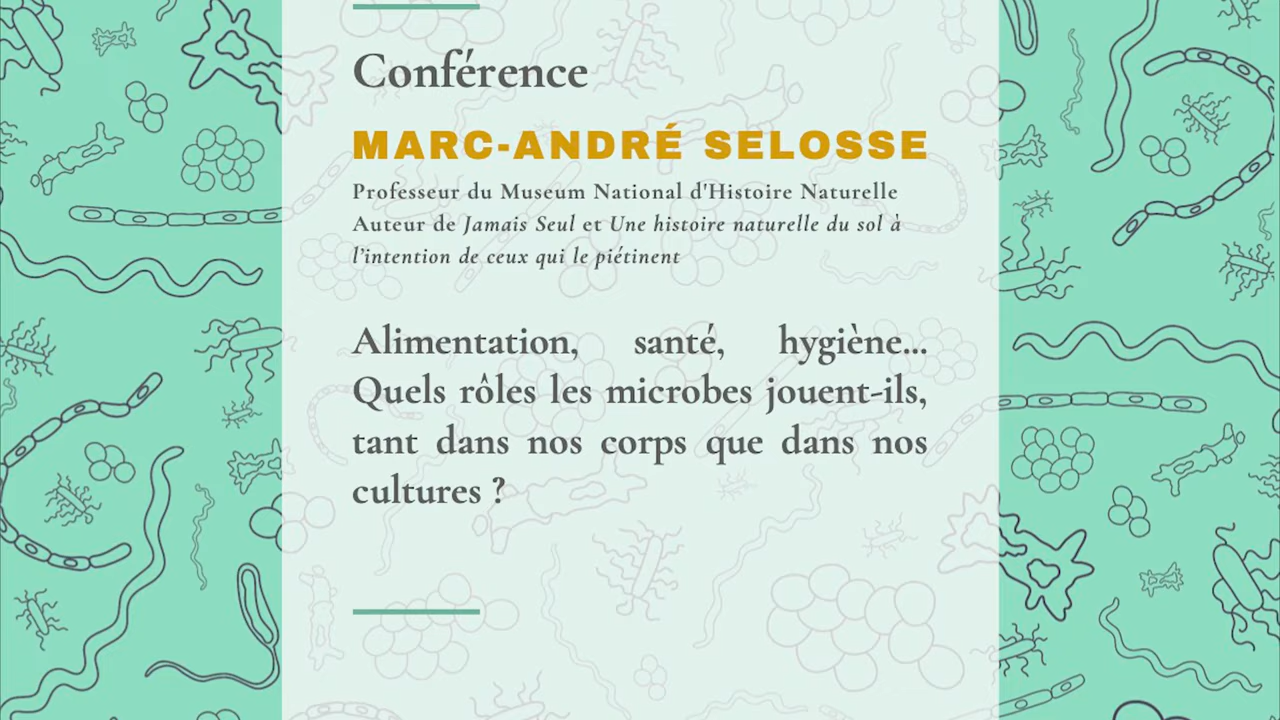 Conférence
MARC-ANDRÉ SELOSSE
Professeur du Museum National d'Histoire Naturelle
Auteur de Jamais Seul et Une histoire naturelle du sol à
l’intention de ceux qui le piétinent
Alimentation, santé, hygiène...
Quels rôles les microbes jouent-ils,
tant dans nos corps que dans nos
cultures ?